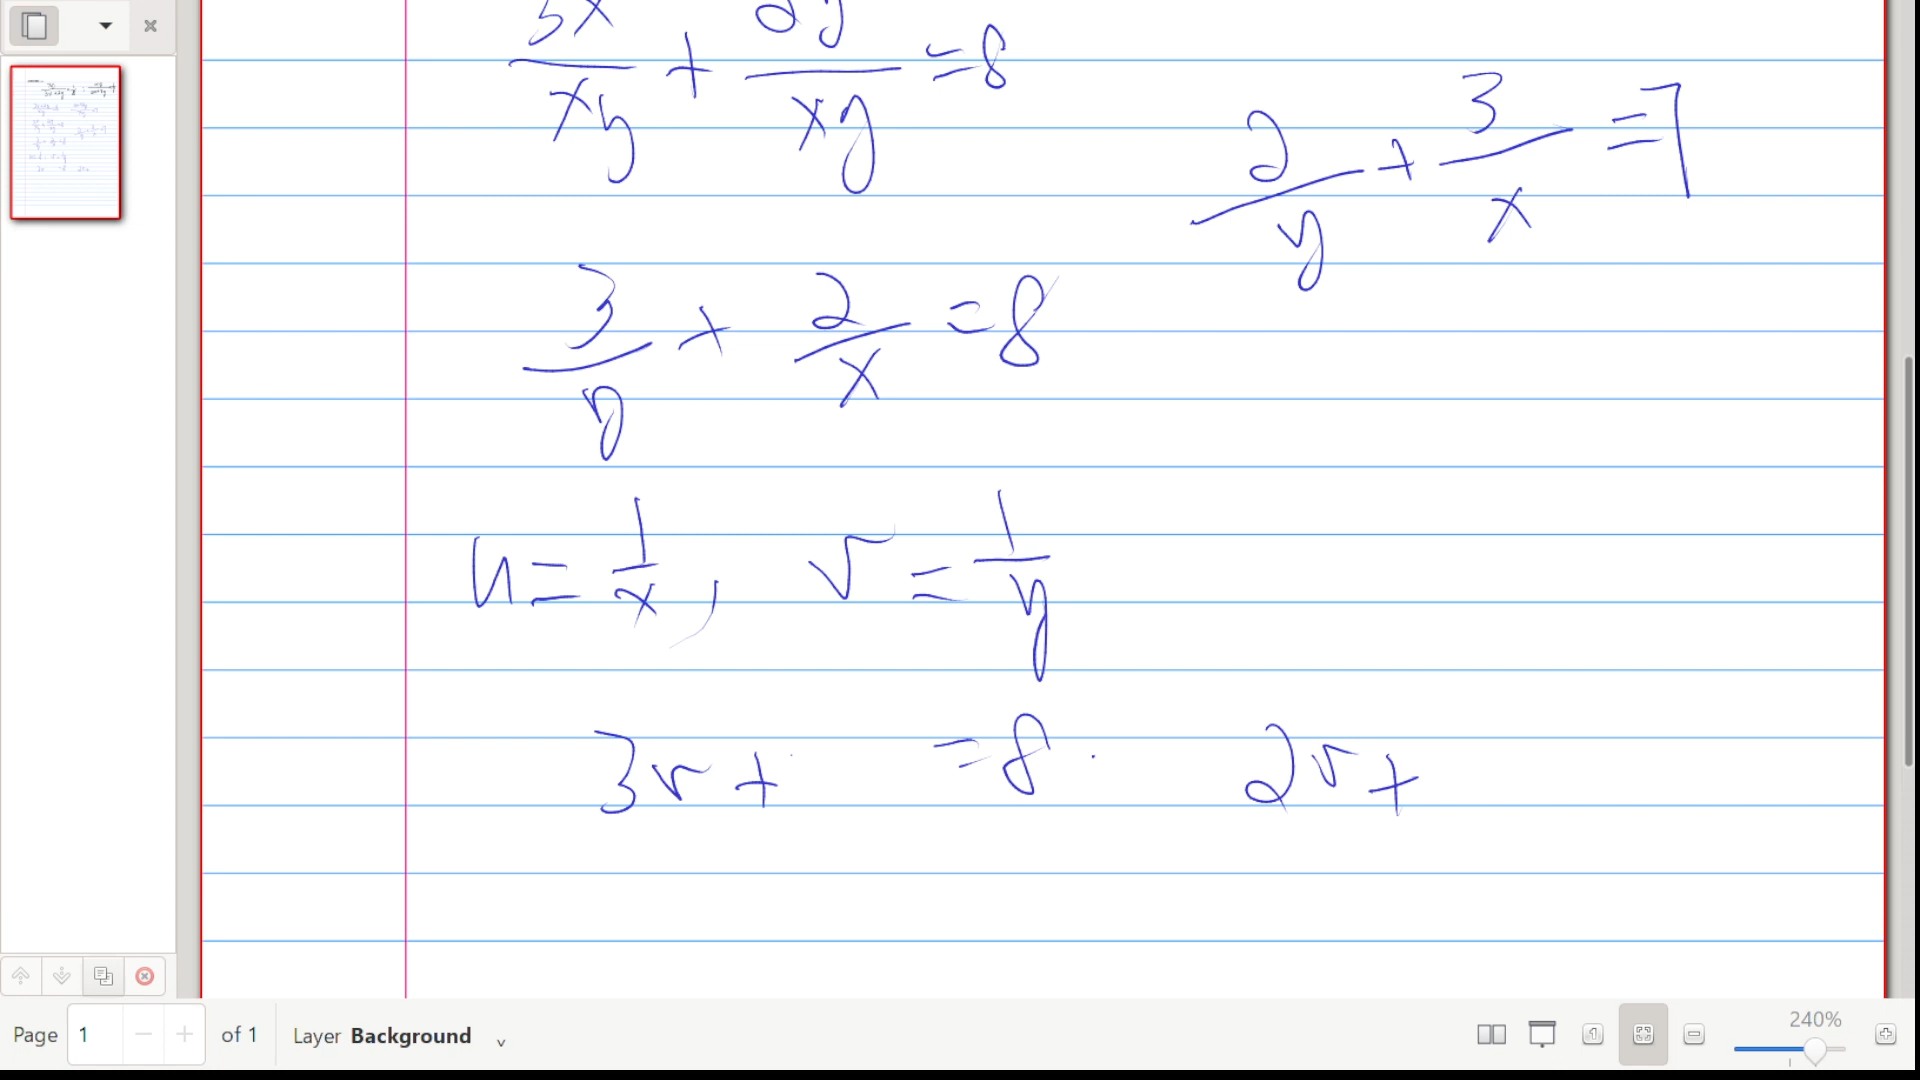 3x/xy + 2y/xy = 8
2/y + 3/x = 7
3/y + 2/x = 8
u = 1/x, v = 1/y
3v + = 8. 2v +
Page 1 of 1 Layer Background 240%